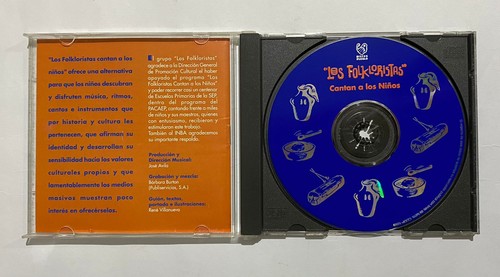 "Los Folkloristas cantan a los
niños" ofrece una alternativa
para que los niños descubran
y disfruten música, ritmos,
cantos e instrumentos que
por historia y cultura les
pertenecen, que afirman su
identidad y desarrollan su
sensibilidad hacia los valores
culturales propios y que
lamentablemente los medios
masivos muestran poco
interés en ofrecérselos.
El grupo "Los Folkloristas"
agradece a la Dirección General
de Promoción Cultural el haber
apoyado el programa "Los
Folkloristas Cantan a los Niños"
y poder recorrer casi un centenar
de Escuelas Primarias de la SEP,
dentro del programa del
PACAEP, cantando frente a miles
de niños y sus maestros, quienes
con entusiasmo, recibieron y
estimularon este trabajo.
También al INBA agradecemos
su importante respaldo.
Producción y
Dirección Musical:
José Avila
Grabación y mezcla:
Bárbara Burton
(Publiservicios, S.A.)
Guión, textos,
portada e ilustraciones:
René Villanueva
"LOS FOLKLORISTAS"
Cantan a los Niños